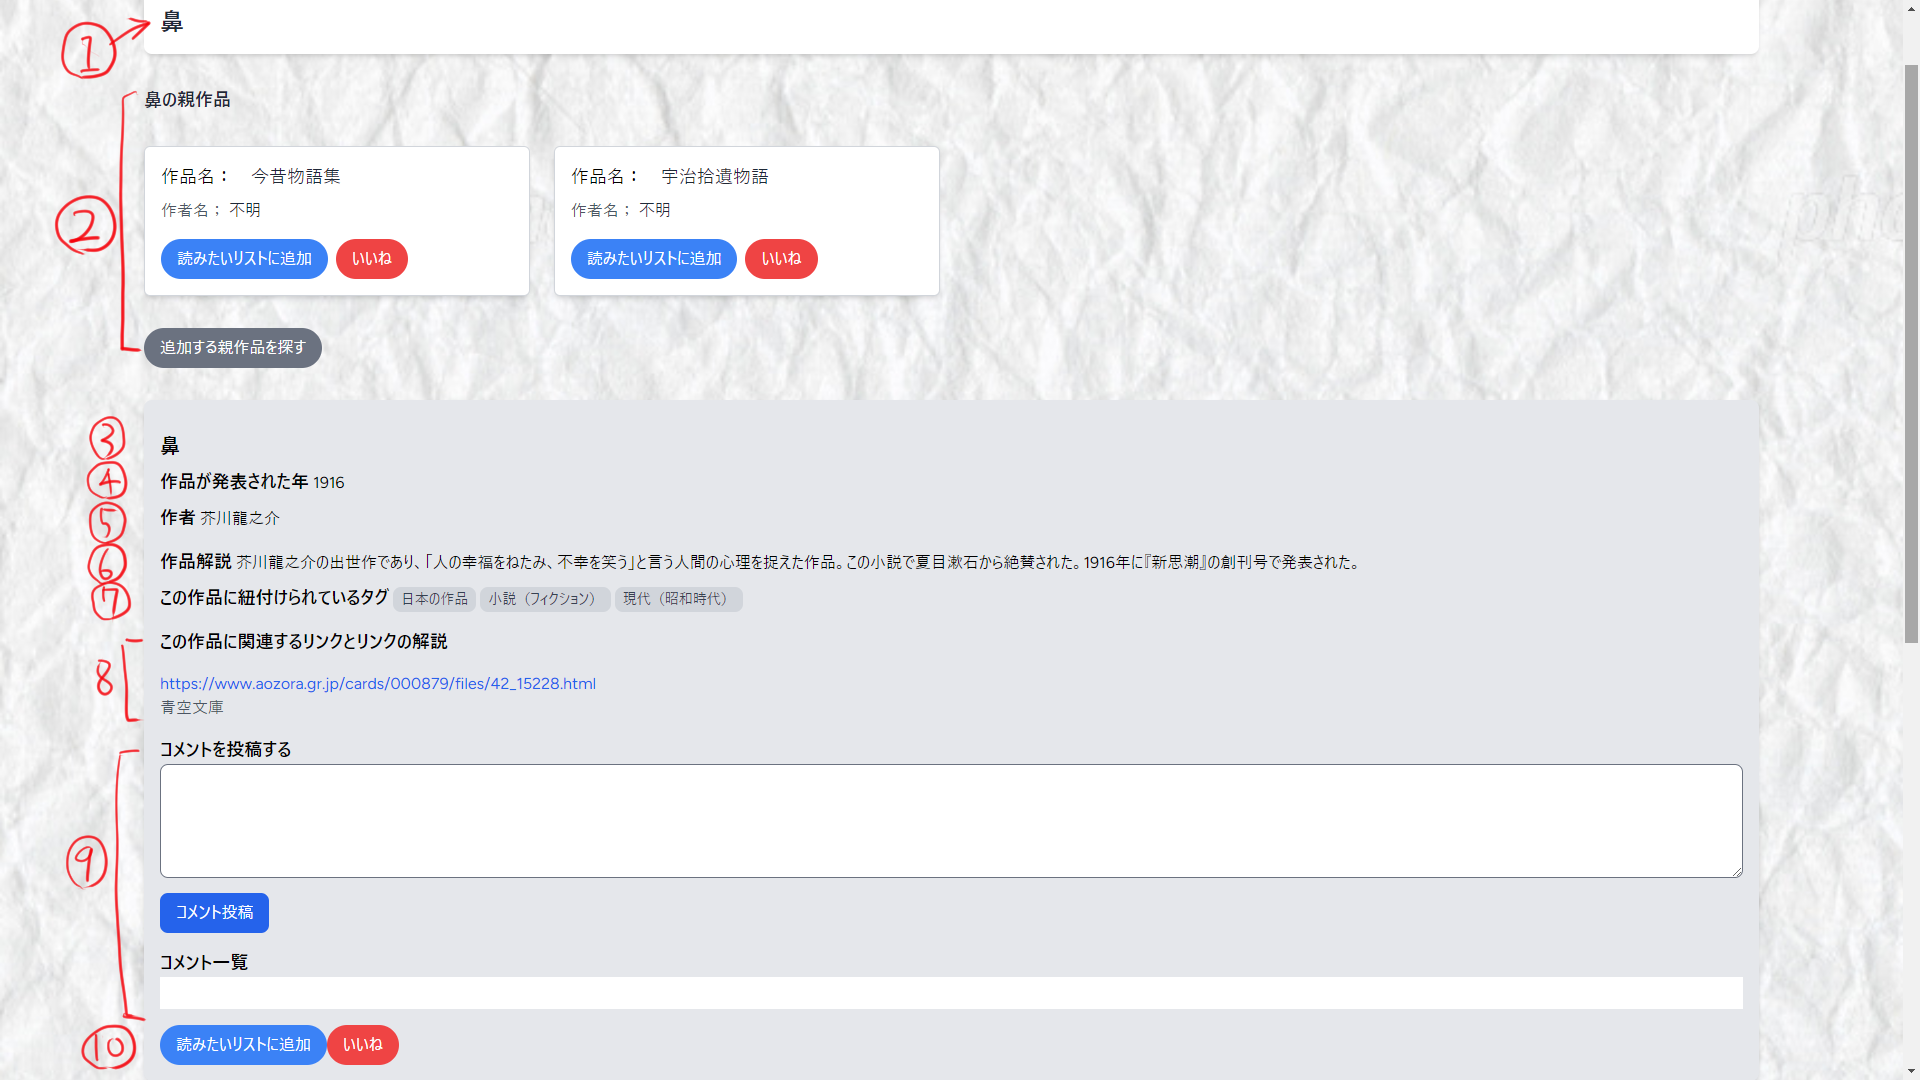 ① 鼻
鼻の親作品
②
作品名： 今昔物語集
作者名； 不明
読みたいリストに追加 いいね
作品名： 宇治拾遺物語
作者名； 不明
読みたいリストに追加 いいね
追加する親作品を探す
③ 鼻
④ 作品が発表された年 1916
⑤ 作者 芥川龍之介
⑥ 作品解説 芥川龍之介の出世作であり、「人の幸福をねたみ、不幸を笑う」と言う人間の心理を捉えた作品。この小説で夏目漱石から絶賛された。1916年に『新思潮』の創刊号で発表された。
⑦ この作品に紐付けられているタグ 日本の作品 小説（フィクション） 現代（昭和時代）
この作品に関連するリンクとリンクの解説
8 https://www.aozora.gr.jp/cards/000879/files/42_15228.html
青空文庫
コメントを投稿する
⑨
コメント投稿
コメント一覧
⑩ 読みたいリストに追加 いいね